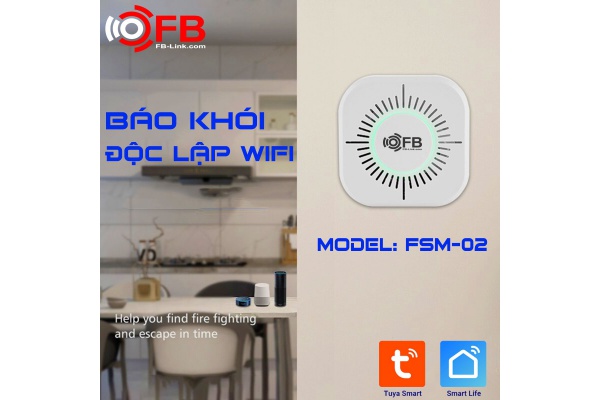 FB
FB-Link.com
BÁO KHÓI
ĐỘC LẬP WIFI
FB
MODEL: FSM-02
Help you find fire fighting
and escape in time
Tuya Smart
Smart Life